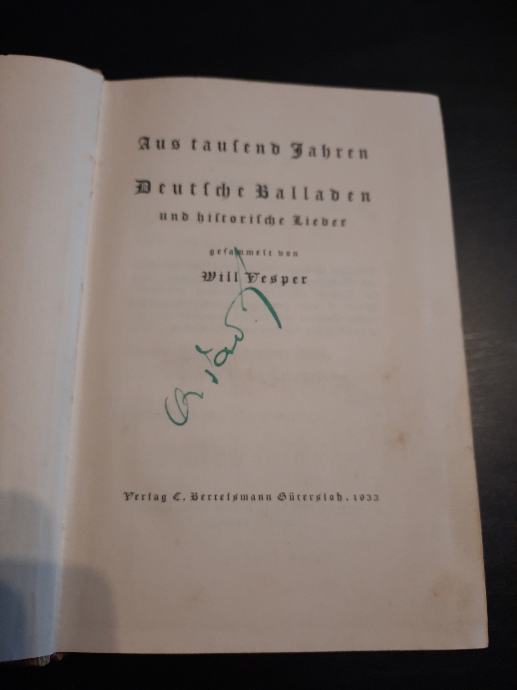 Aus tausend Jahren
Deutsche Balladen
und historische Lieder
gesammelt von
Will Vesper
Verlag C. Bertelsmann Gütersloh. 1933